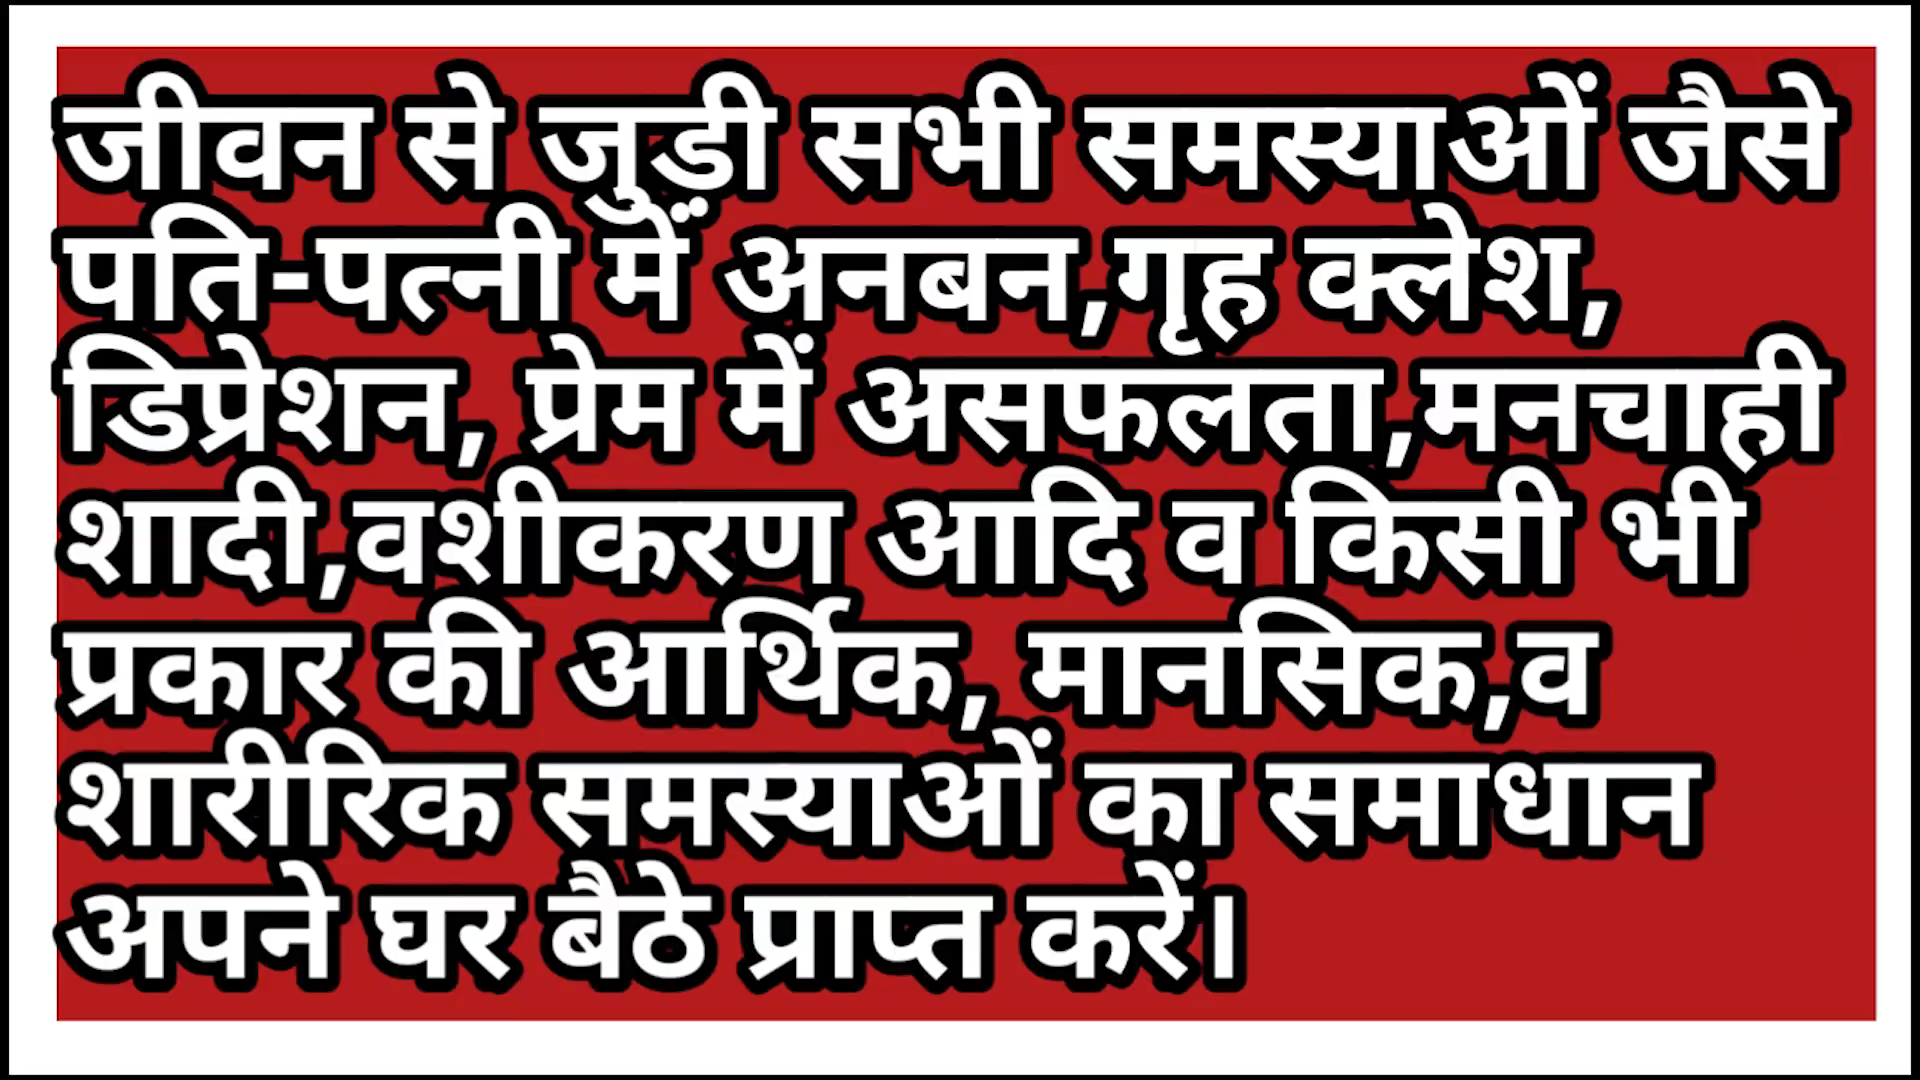 जीवन से जुड़ी सभी समस्याओं जैसे
पति-पत्नी में अनबन,गृह क्लेश,
डिप्रेशन, प्रेम में असफलता,मनचाही
शादी,वशीकरण आदि व किसी भी
प्रकार की आर्थिक, मानसिक,व
शारीरिक समस्याओं का समाधान
अपने घर बैठे प्राप्त करें।